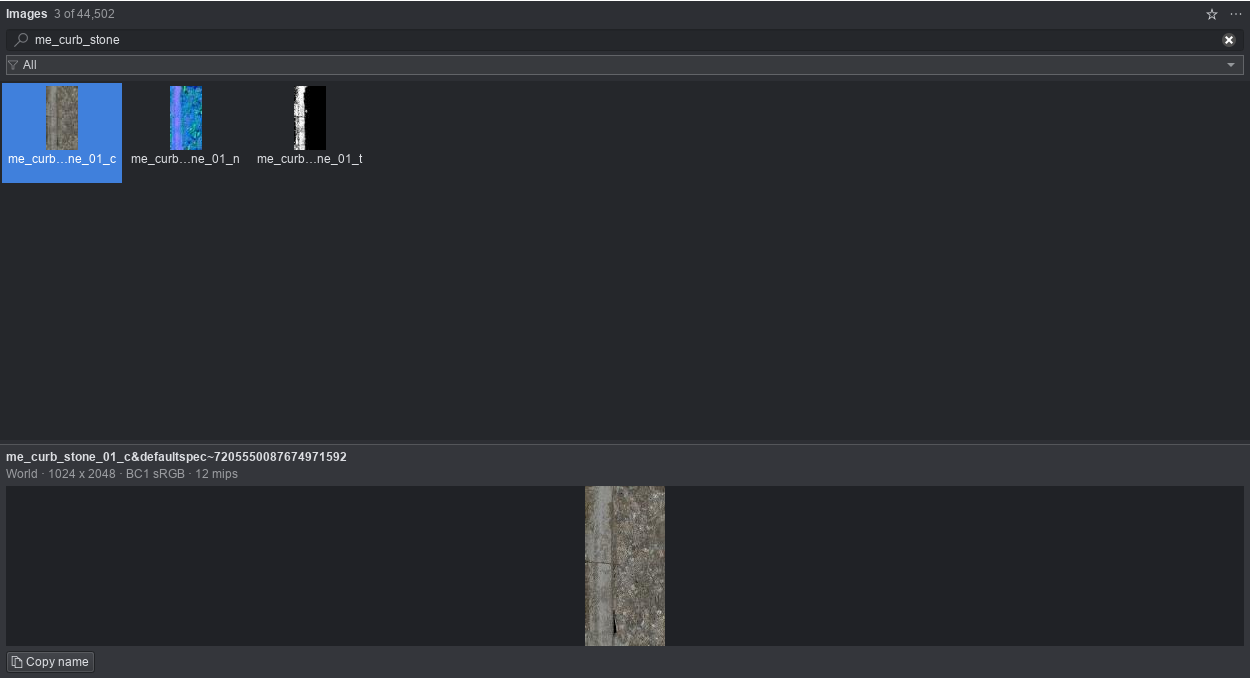 Images 3 of 44,502
me_curb_stone
All
me_curb...ne_01_c me_curb...ne_01_n me_curb...ne_01_t
me_curb_stone_01_c&defaultspec~7205550087674971592
World · 1024 x 2048 · BC1 sRGB · 12 mips
Copy name